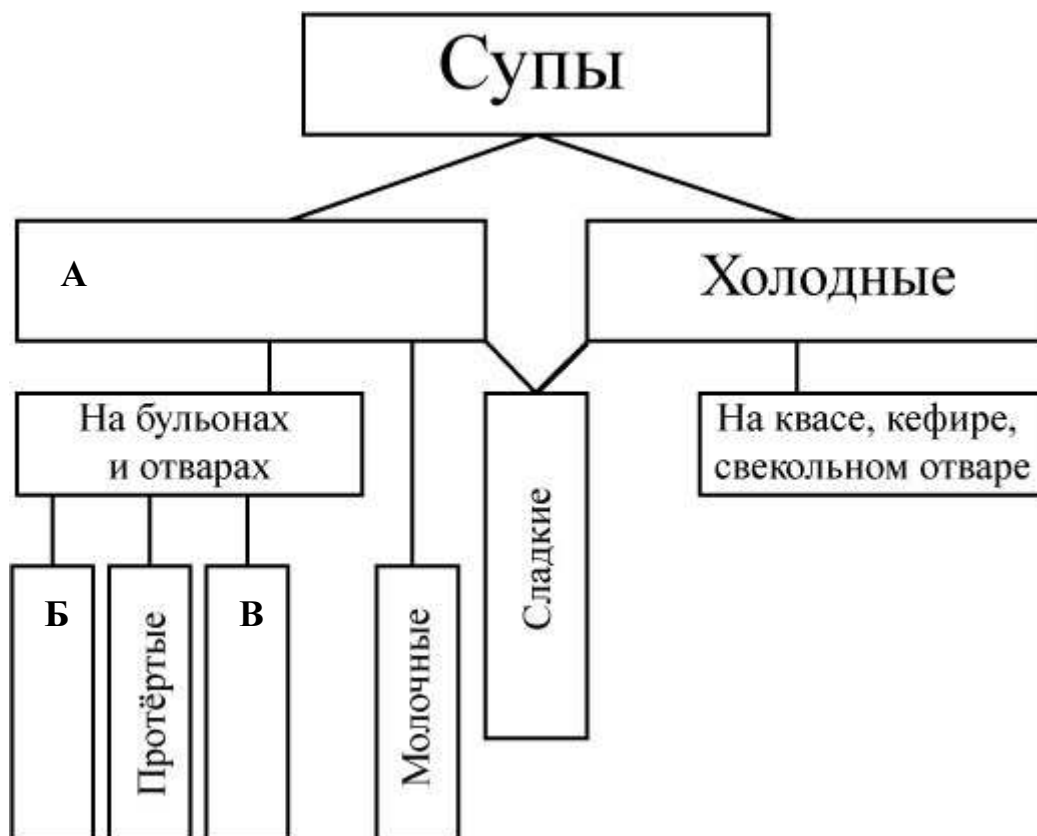 Супы
А
Холодные
На бульонах
и отварах
На квасе, кефире,
свекольном отваре
Б
Протёртые
В
Молочные
Сладкие